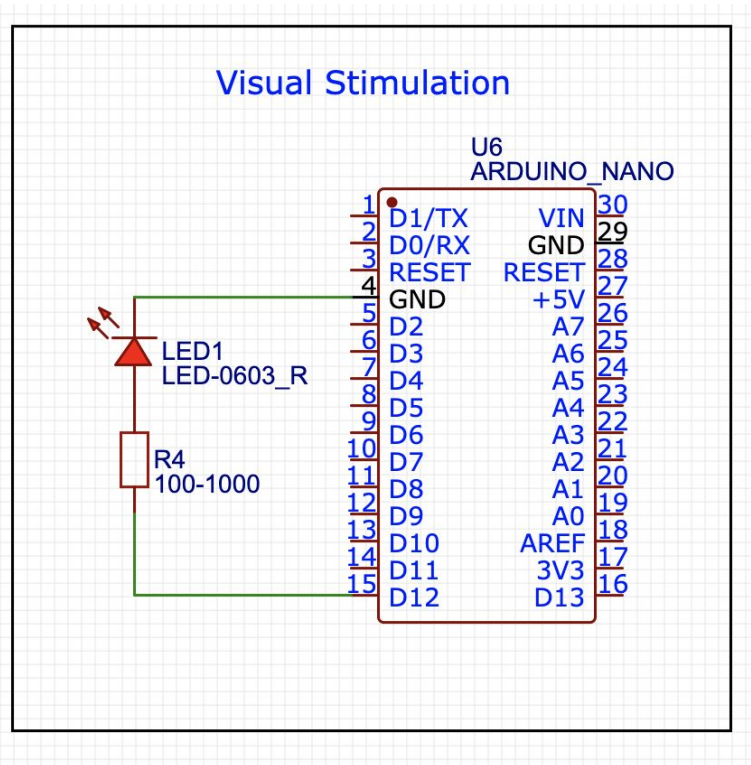 Visual Stimulation
U6
ARDUINO_NANO
1 D1/TX VIN 30
2 D0/RX GND 29
3 RESET RESET 28
4 GND +5V 27
5 D2 A7 26
6 D3 A6 25
7 D4 A5 24
8 D5 A4 23
9 D6 A3 22
10 D7 A2 21
11 D8 A1 20
12 D9 A0 19
13 D10 AREF 18
14 D11 3V3 17
15 D12 D13 16
LED1
LED-0603_R
R4
100-1000